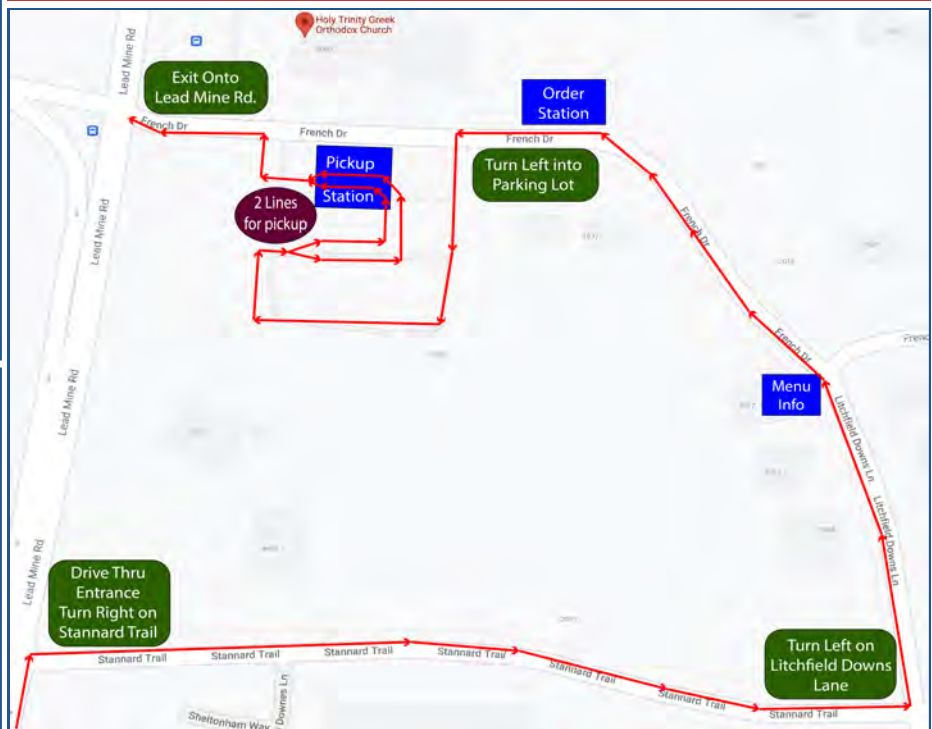 Holy Trinity Greek
Orthodox Church
Lead Mine Rd
Exit Onto
Lead Mine Rd.
Order
Station
French Dr
French Dr
French Dr
Turn Left into
Parking Lot
Pickup
Station
2 Lines
for pickup
Lead Mine Rd
French Dr
French Dr
Menu
Info
Litchfield Downs Ln
Lead Mine Rd
Litchfield Downs Ln
Lead Mine Rd
Drive Thru
Entrance
Turn Right on
Stannard Trail
Stannard Trail
Stannard Trail
Stannard Trail
Stannard Trail
Stannard Trail
Stannard Trail
Stannard Trail
Turn Left on
Litchfield Downs
Lane
Downes Ln
Sheltonham Way